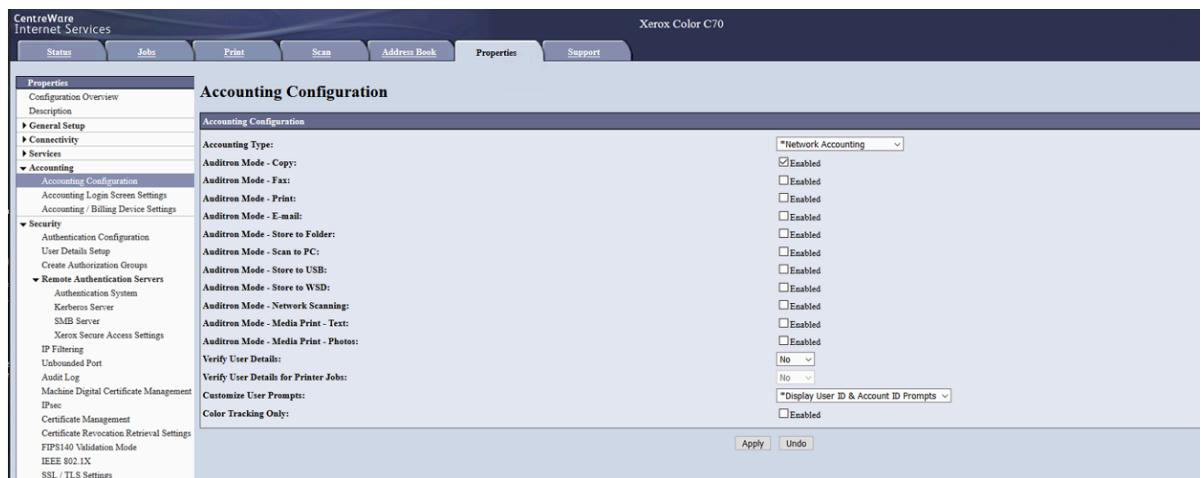 CentreWare
Internet Services
Xerox Color C70
Status
Jobs
Print
Scan
Address Book
Properties
Support
Properties
Configuration Overview
Description
General Setup
Connectivity
Services
Accounting
Accounting Configuration
Accounting Login Screen Settings
Accounting / Billing Device Settings
Security
Authentication Configuration
User Details Setup
Create Authorization Groups
Remote Authentication Servers
Authentication System
Kerberos Server
SMB Server
Xerox Secure Access Settings
IP Filtering
Unbounded Port
Audit Log
Machine Digital Certificate Management
IPsec
Certificate Management
Certificate Revocation Retrieval Settings
FIPS140 Validation Mode
IEEE 802.1X
SSL / TLS Settings
Accounting Configuration
Accounting Configuration
Accounting Type: *Network Accounting
Auditron Mode - Copy: Enabled
Auditron Mode - Fax: Enabled
Auditron Mode - Print: Enabled
Auditron Mode - E-mail: Enabled
Auditron Mode - Store to Folder: Enabled
Auditron Mode - Scan to PC: Enabled
Auditron Mode - Store to USB: Enabled
Auditron Mode - Store to WSD: Enabled
Auditron Mode - Network Scanning: Enabled
Auditron Mode - Media Print - Text: Enabled
Auditron Mode - Media Print - Photos: Enabled
Verify User Details: No
Verify User Details for Printer Jobs: No
Customize User Prompts: *Display User ID & Account ID Prompts
Color Tracking Only: Enabled
Apply Undo